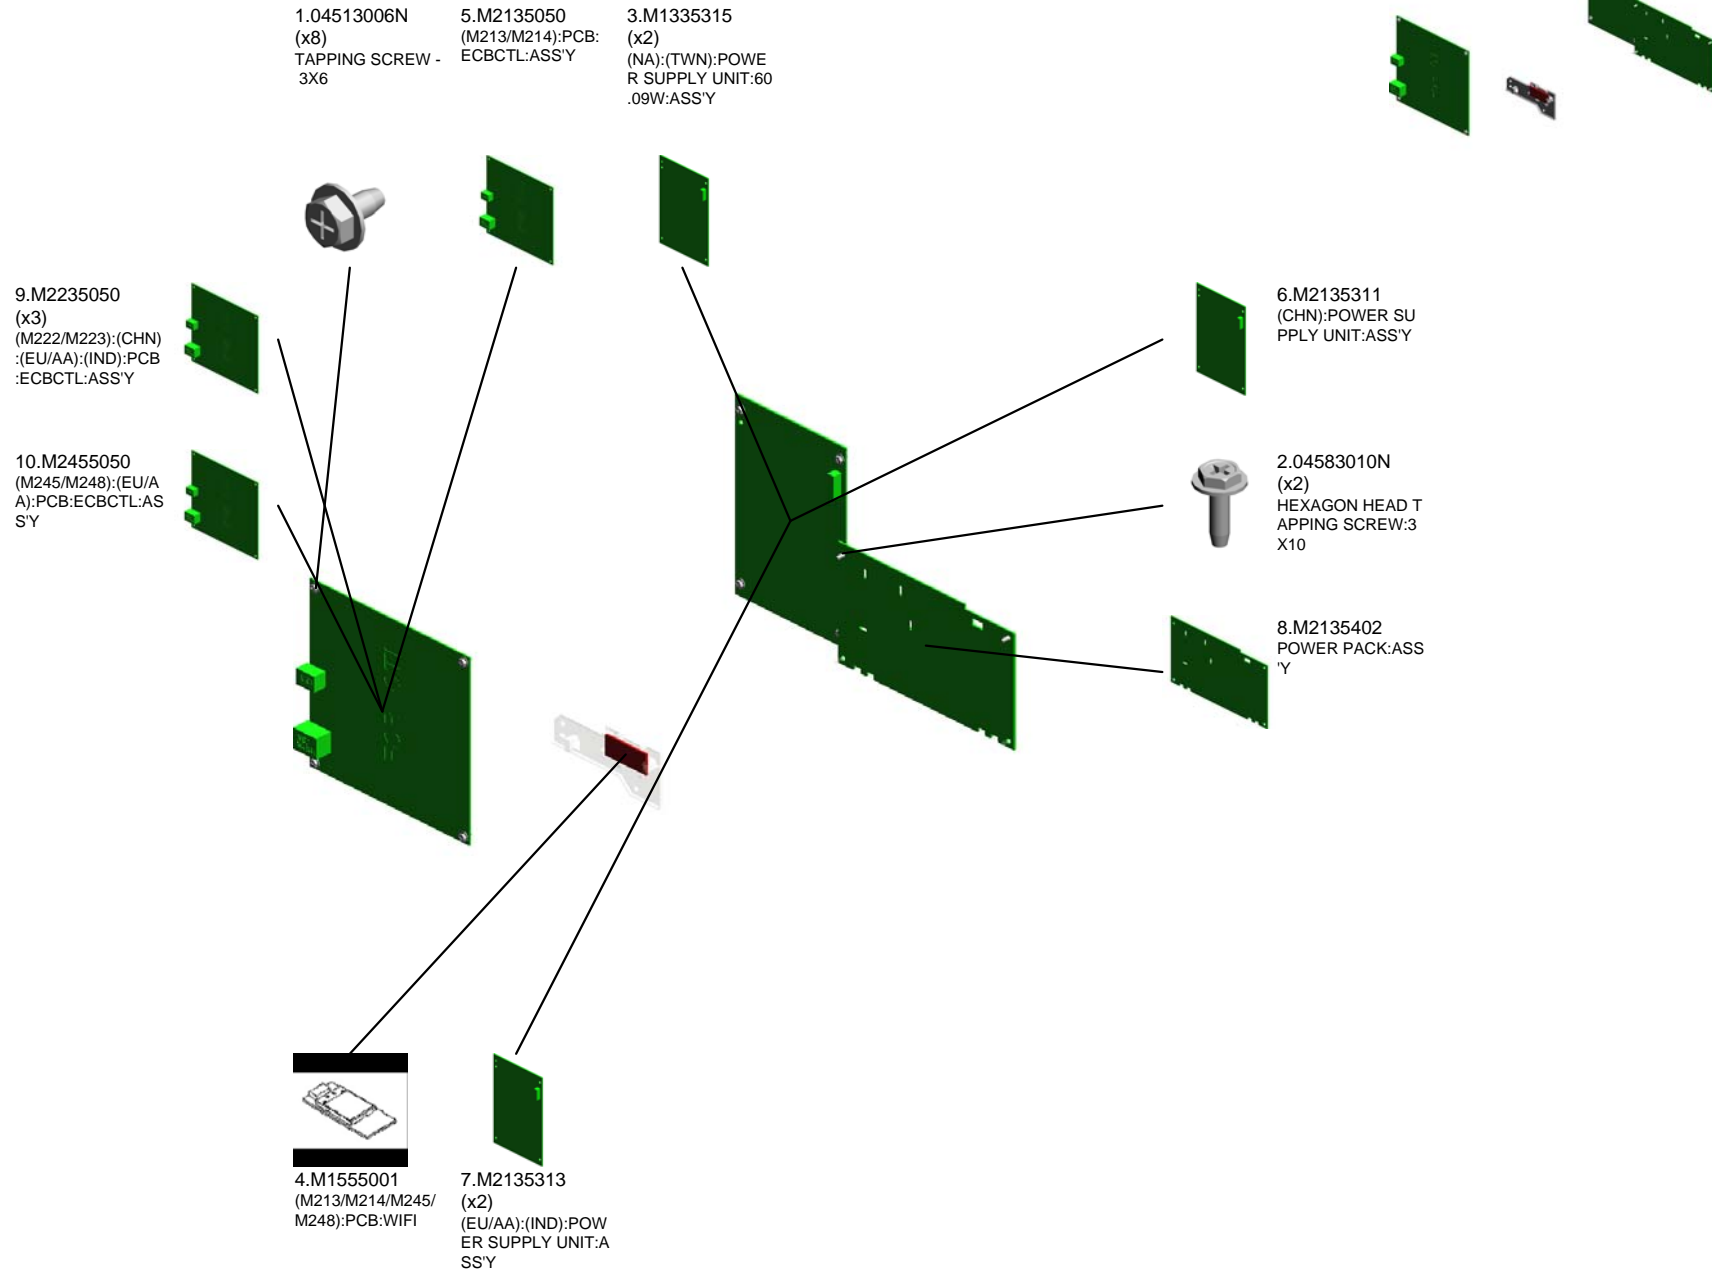 1.04513006N
(x8)
TAPPING SCREW -
3X6
5.M2135050
(M213/M214):PCB:
ECBCTL:ASS'Y
3.M1335315
(x2)
(NA):(TWN):POWE
R SUPPLY UNIT:60
.09W:ASS'Y
9.M2235050
(x3)
(M222/M223):(CHN)
:(EU/AA):(IND):PCB
:ECBCTL:ASS'Y
6.M2135311
(CHN):POWER SU
PPLY UNIT:ASS'Y
10.M2455050
(M245/M248):(EU/A
A):PCB:ECBCTL:AS
S'Y
2.04583010N
(x2)
HEXAGON HEAD T
APPING SCREW:3
X10
8.M2135402
POWER PACK:ASS
'Y
4.M1555001
(M213/M214/M245/
M248):PCB:WIFI
7.M2135313
(x2)
(EU/AA):(IND):POW
ER SUPPLY UNIT:A
SS'Y